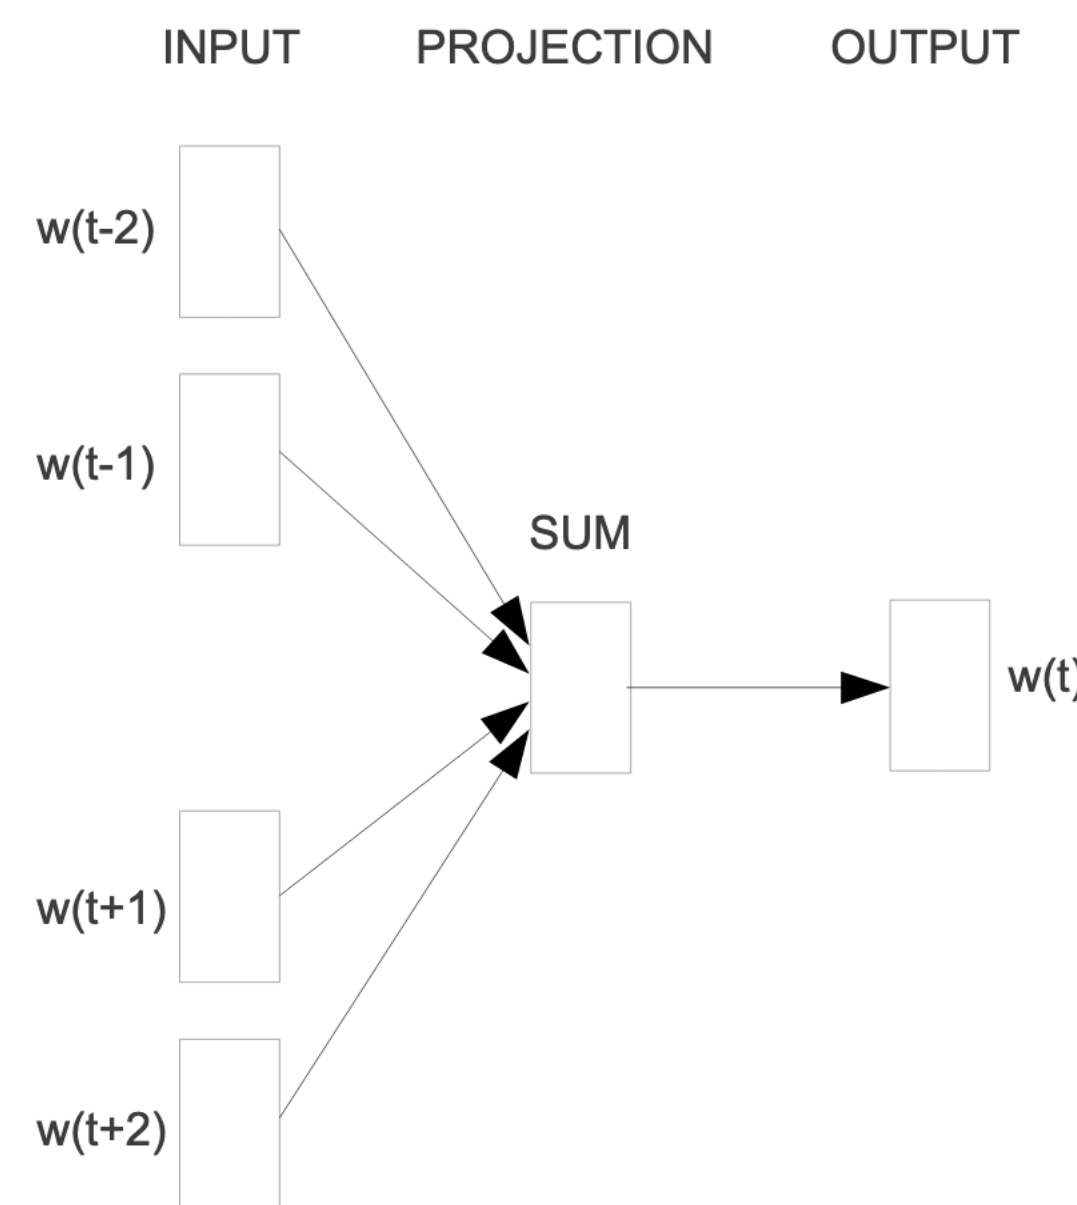 INPUT PROJECTION OUTPUT
w(t-2)
w(t-1)
SUM
w(t)
w(t+1)
w(t+2)